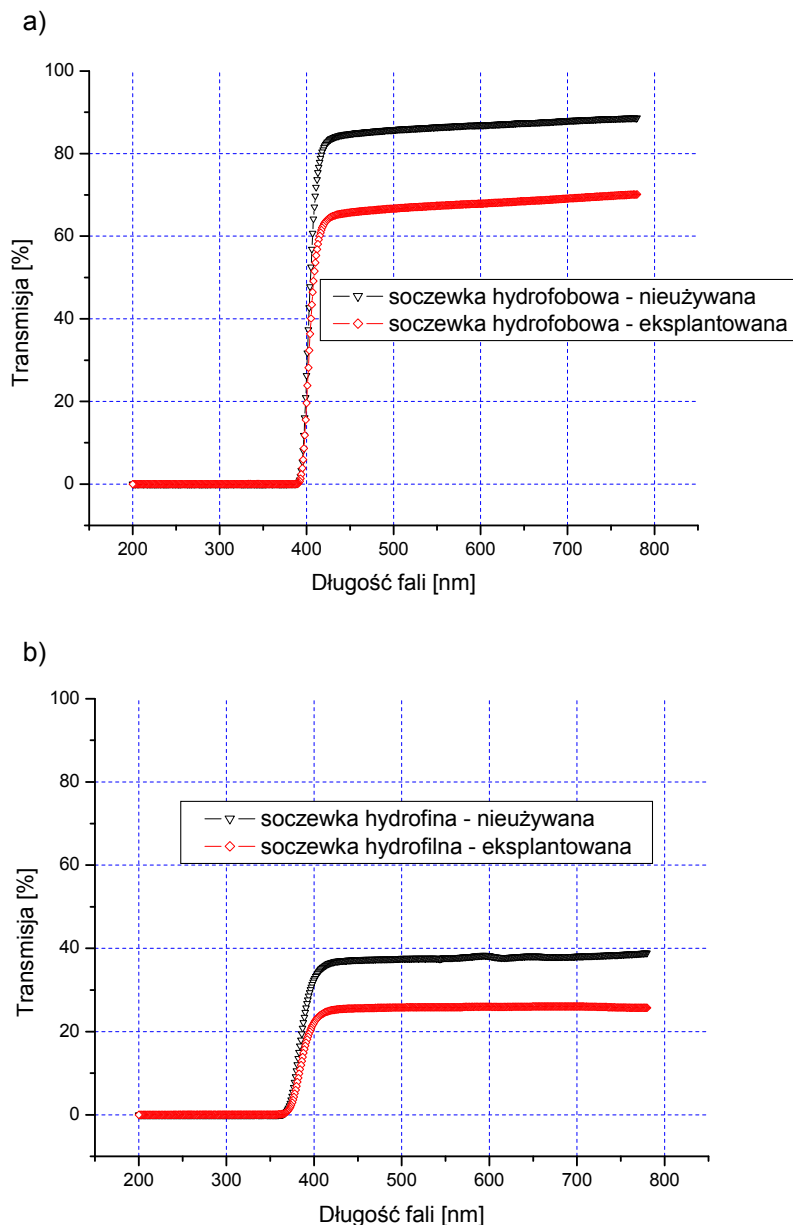 a)
100
80
60
40
20
0
Transmisja [%]
soczewka hydrofobowa - nieużywana
soczewka hydrofobowa - eksplantowana
200 300 400 500 600 700 800
Długość fali [nm]
b)
100
80
60
40
20
0
Transmisja [%]
soczewka hydrofina - nieużywana
soczewka hydrofilna - eksplantowana
200 300 400 500 600 700 800
Długość fali [nm]